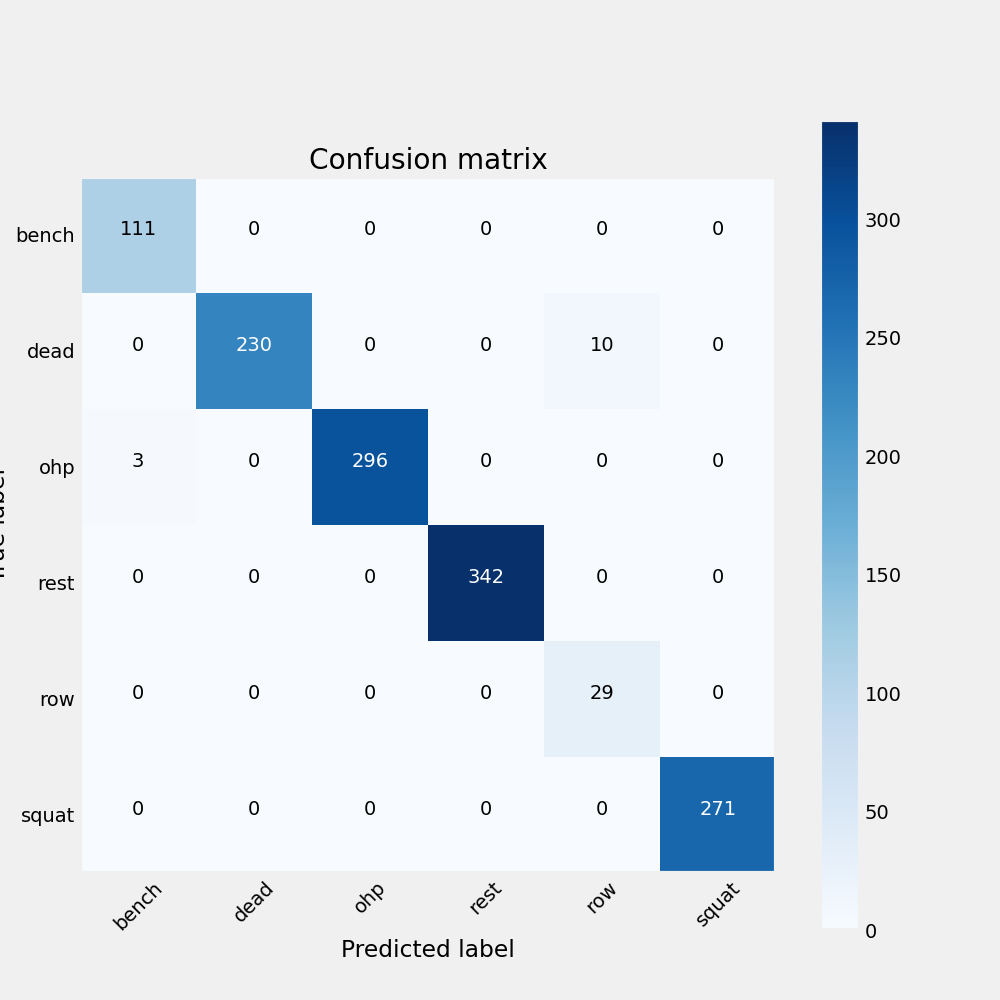 Confusion matrix
bench 111 0 0 0 0 0
dead 0 230 0 0 10 0
ohp 3 0 296 0 0 0
rest 0 0 0 342 0 0
row 0 0 0 0 29 0
squat 0 0 0 0 0 271
bench dead ohp rest row squat
Predicted label
300
250
200
150
100
50
0